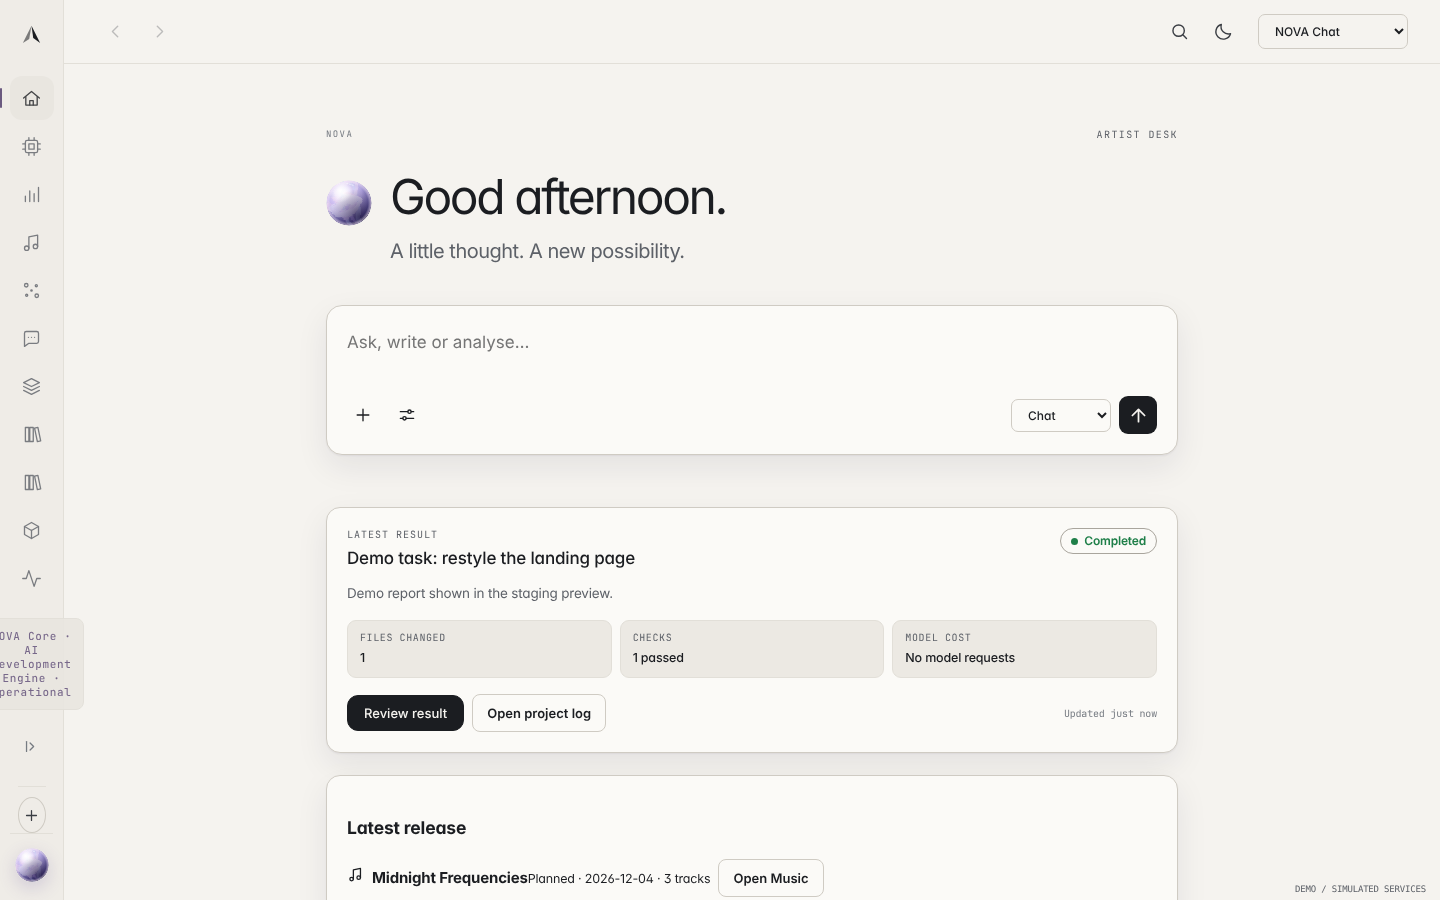 NOVA Chat
NOVA
ARTIST DESK
Good afternoon.
A little thought. A new possibility.
Ask, write or analyse...
Chat
LATEST RESULT
Completed
Demo task: restyle the landing page
Demo report shown in the staging preview.
FILES CHANGED
1
CHECKS
1 passed
MODEL COST
No model requests
Review result
Open project log
Updated just now
OVA Core ·
AI
evelopment
Engine ·
perational
Latest release
Midnight Frequencies Planned · 2026-12-04 · 3 tracks
Open Music
DEMO / SIMULATED SERVICES